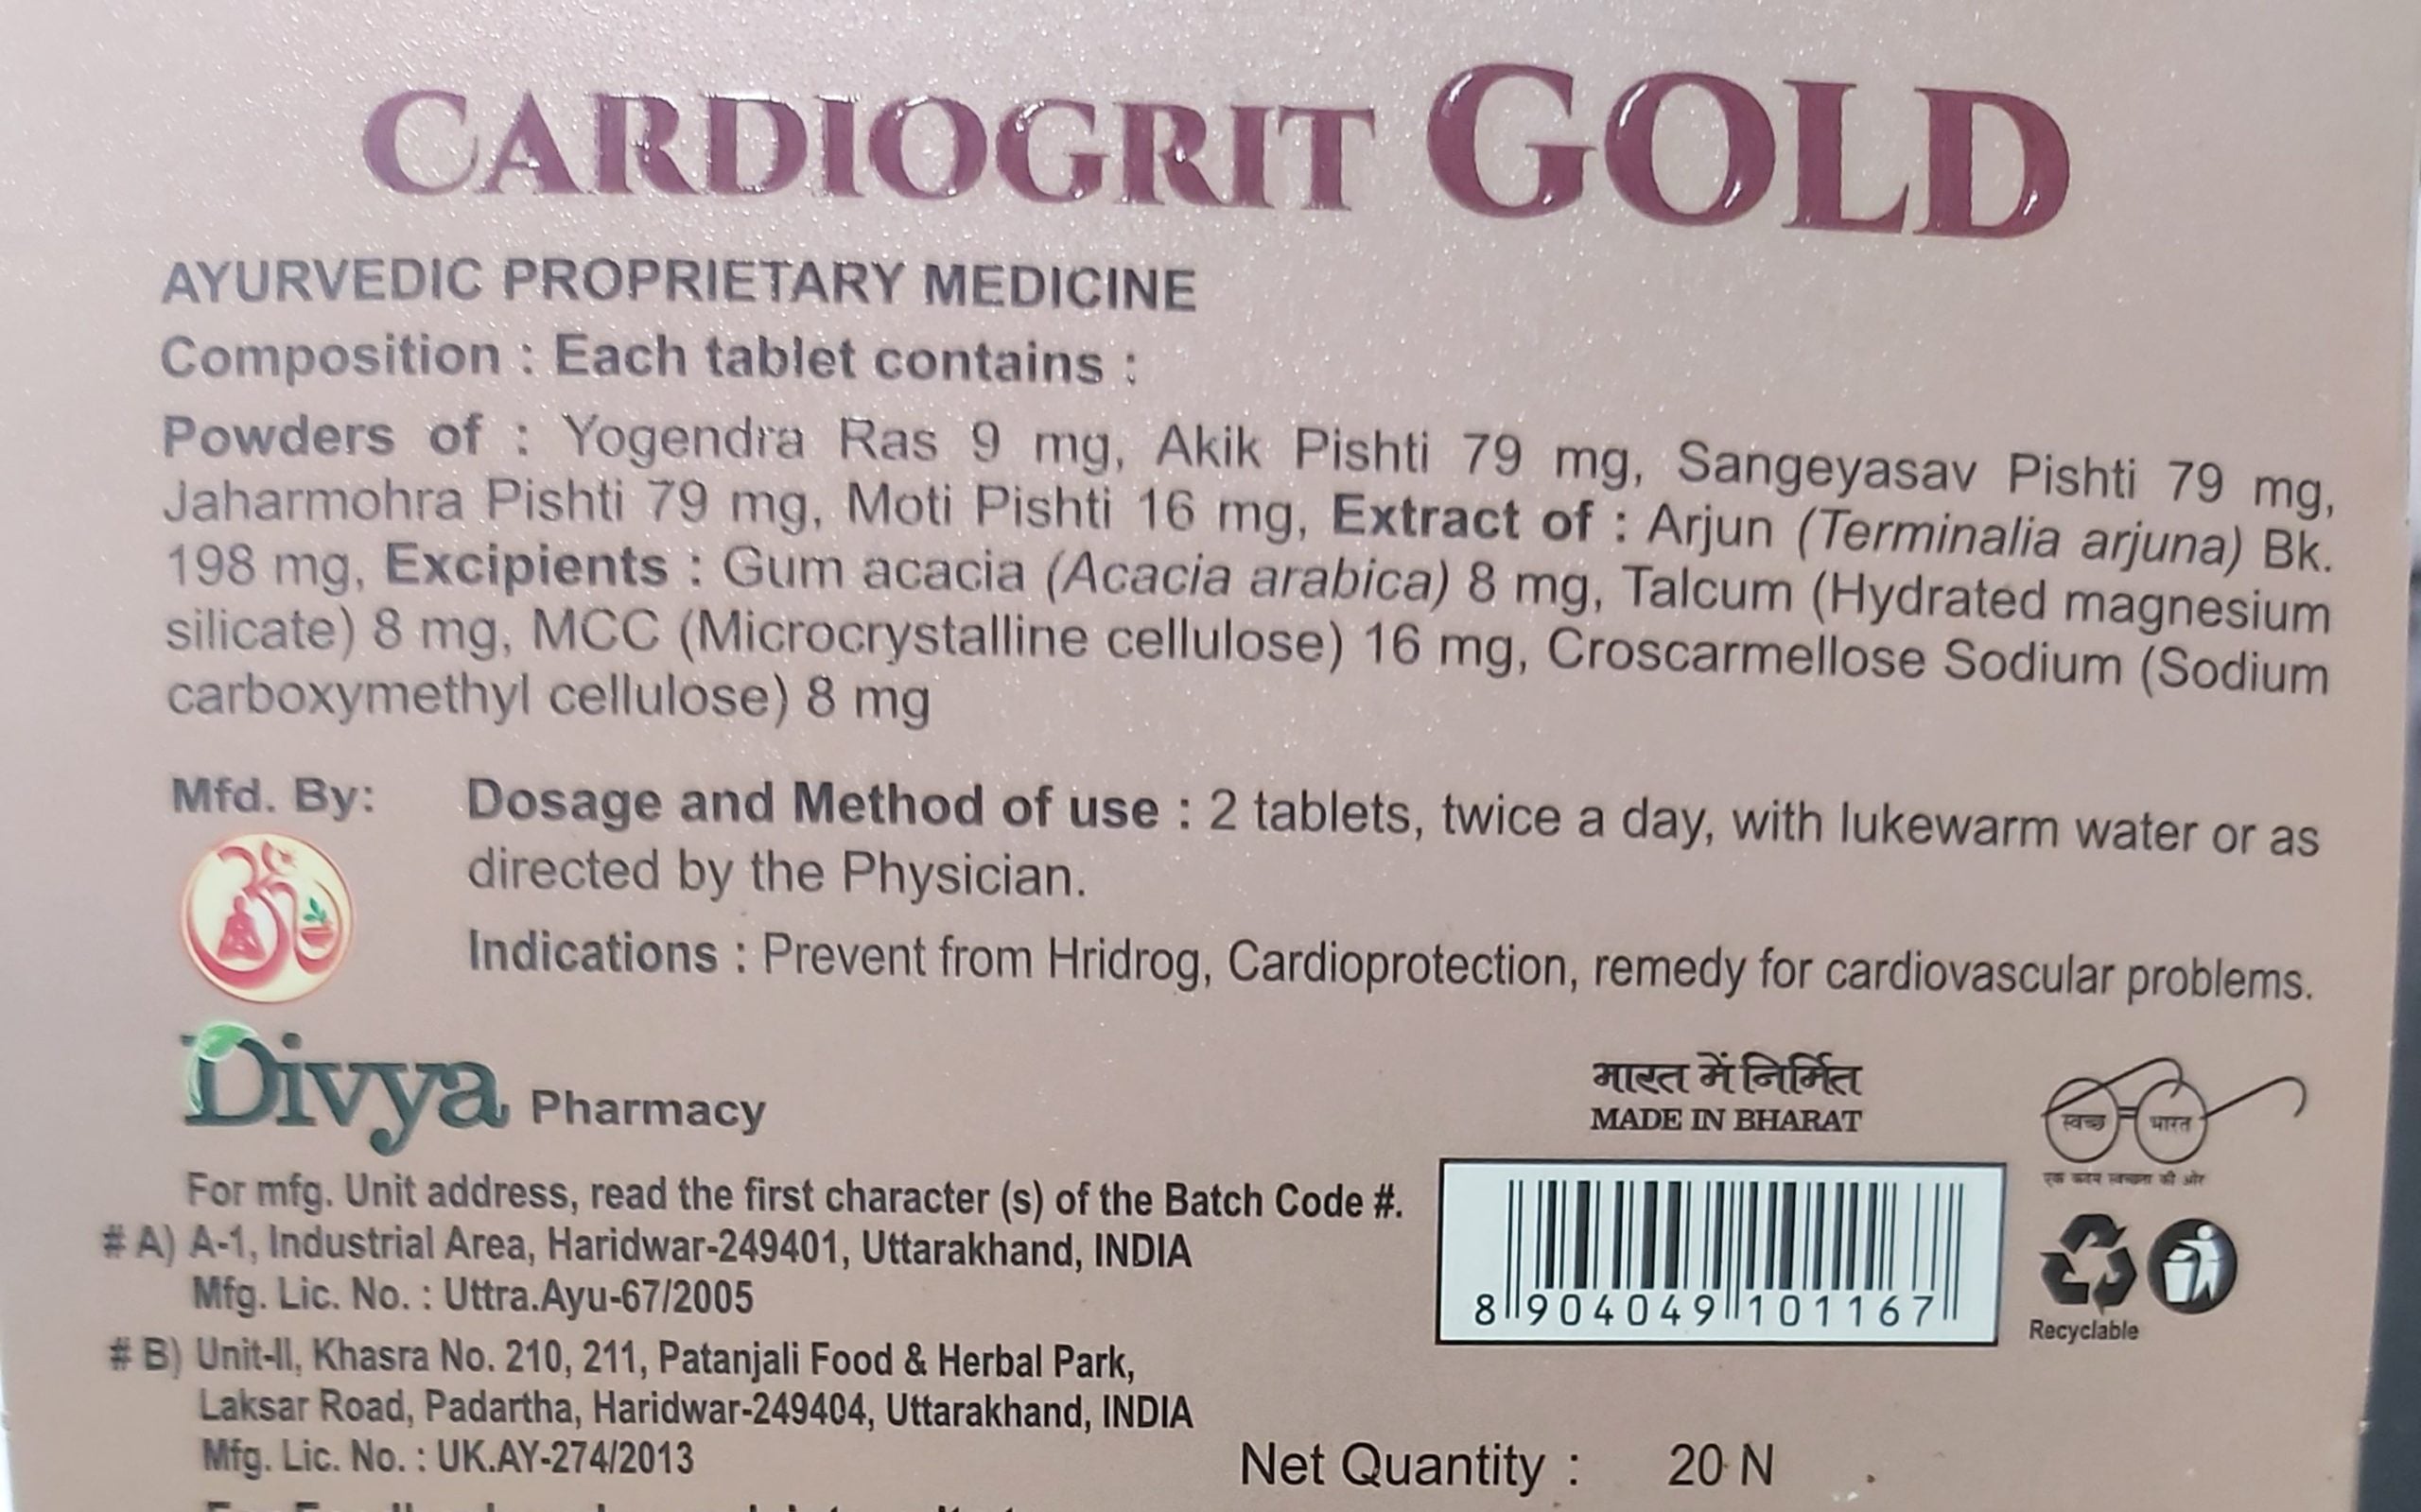 CARDIOGRIT GOLD
AYURVEDIC PROPRIETARY MEDICINE
Composition : Each tablet contains :
Powders of : Yogendra Ras 9 mg, Akik Pishti 79 mg, Sangeyasav Pishti 79 mg,
Jaharmohra Pishti 79 mg, Moti Pishti 16 mg, Extract of : Arjun (Terminalia arjuna) Bk.
198 mg, Excipients : Gum acacia (Acacia arabica) 8 mg, Talcum (Hydrated magnesium
silicate) 8 mg, MCC (Microcrystalline cellulose) 16 mg, Croscarmellose Sodium (Sodium
carboxymethyl cellulose) 8 mg
Mfd. By:
Dosage and Method of use : 2 tablets, twice a day, with lukewarm water or as
directed by the Physician.
Indications : Prevent from Hridrog, Cardioprotection, remedy for cardiovascular problems.
Divya Pharmacy
भारत में निर्मित
MADE IN BHARAT
स्वच्छ भारत
एक कदम स्वच्छता की ओर
For mfg. Unit address, read the first character (s) of the Batch Code #.
# A) A-1, Industrial Area, Haridwar-249401, Uttarakhand, INDIA
Mfg. Lic. No. : Uttra.Ayu-67/2005
# B) Unit-II, Khasra No. 210, 211, Patanjali Food & Herbal Park,
Laksar Road, Padartha, Haridwar-249404, Uttarakhand, INDIA
Mfg. Lic. No. : UK.AY-274/2013
8 904049 101167
Recyclable
Net Quantity : 20 N